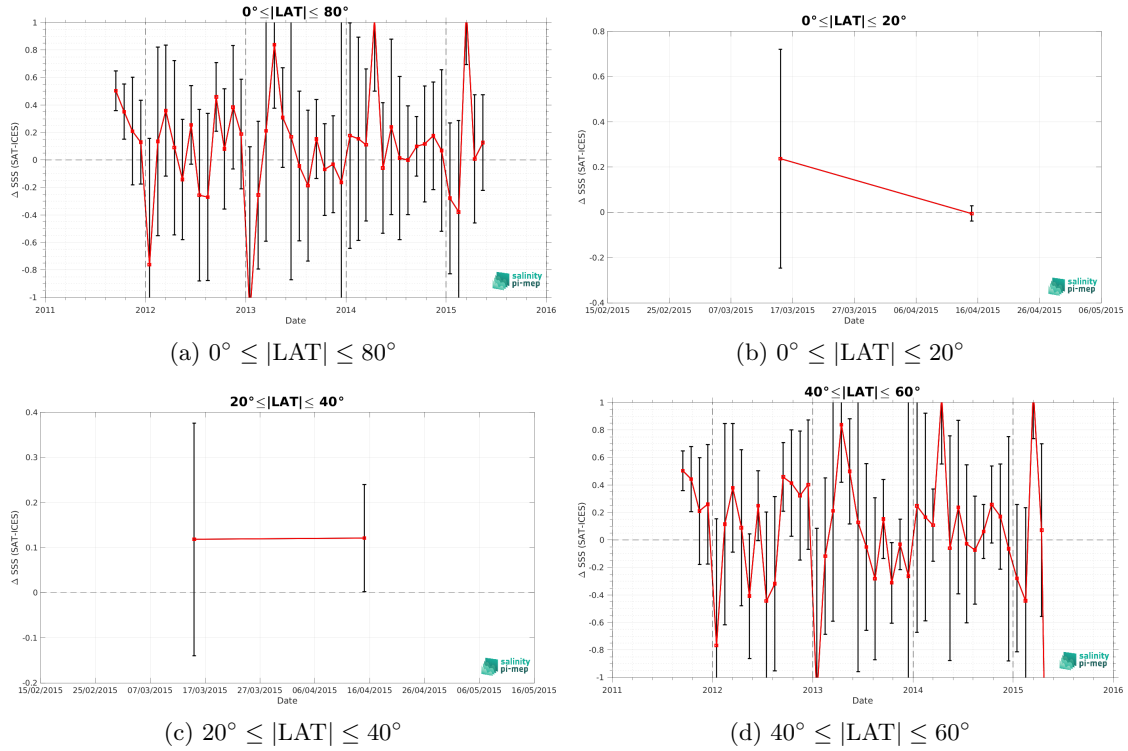 0°≤|LAT|≤ 80°
Δ SSS (SAT-ICES)
1
0.8
0.6
0.4
0.2
0
-0.2
-0.4
-0.6
-0.8
-1
2011 2012 2013 2014 2015 2016
Date
salinity
pi-mep
(a) 0° ≤ |LAT| ≤ 80°
0°≤|LAT|≤ 20°
Δ SSS (SAT-ICES)
0.8
0.6
0.4
0.2
0
-0.2
-0.4
15/02/2015 25/02/2015 07/03/2015 17/03/2015 27/03/2015 06/04/2015 16/04/2015 26/04/2015 06/05/2015
Date
salinity
pi-mep
(b) 0° ≤ |LAT| ≤ 20°
20°≤|LAT|≤ 40°
Δ SSS (SAT-ICES)
0.4
0.3
0.2
0.1
0
-0.1
-0.2
15/02/2015 25/02/2015 07/03/2015 17/03/2015 27/03/2015 06/04/2015 16/04/2015 26/04/2015 06/05/2015 16/05/2015
Date
salinity
pi-mep
(c) 20° ≤ |LAT| ≤ 40°
40°≤|LAT|≤ 60°
Δ SSS (SAT-ICES)
1
0.8
0.6
0.4
0.2
0
-0.2
-0.4
-0.6
-0.8
-1
2011 2012 2013 2014 2015 2016
Date
salinity
pi-mep
(d) 40° ≤ |LAT| ≤ 60°